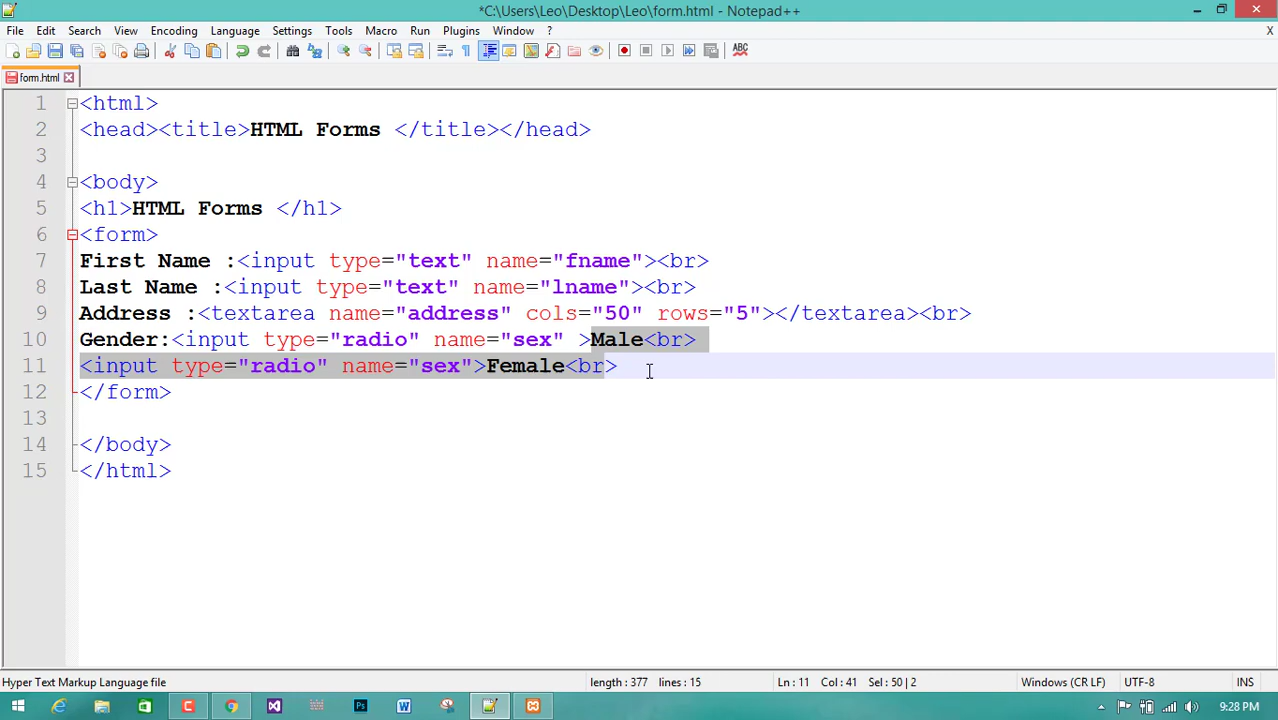 *C:\Users\Leo\Desktop\Leo\form.html - Notepad++
File Edit Search View Encoding Language Settings Tools Macro Run Plugins Window ? X
ABC
form.html
1 <html>
2 <head><title>HTML Forms </title></head>
3
4 <body>
5 <h1>HTML Forms </h1>
6 <form>
7 First Name :<input type="text" name="fname"><br>
8 Last Name :<input type="text" name="lname"><br>
9 Address :<textarea name="address" cols="50" rows="5"></textarea><br>
10 Gender:<input type="radio" name="sex" >Male<br>
11 <input type="radio" name="sex">Female<br>
12 </form>
13
14 </body>
15 </html>
Hyper Text Markup Language file length : 377 lines : 15 Ln : 11 Col : 41 Sel : 50 | 2 Windows (CR LF) UTF-8 INS
9:28 PM